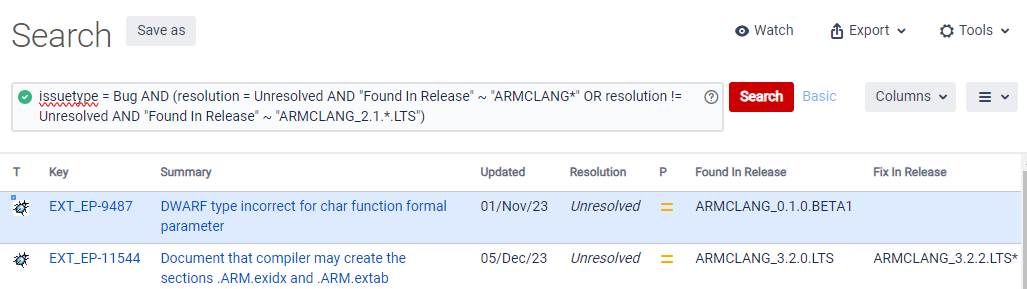 Search Save as Watch Export Tools
issuetype = Bug AND (resolution = Unresolved AND "Found In Release" ~ "ARMCLANG*" OR resolution !=
Unresolved AND "Found In Release" ~ "ARMCLANG_2.1.*.LTS")
Search Basic Columns
T Key Summary Updated Resolution P Found In Release Fix In Release
EXT_EP-9487 DWARF type incorrect for char function formal 01/Nov/23 Unresolved ARMCLANG_0.1.0.BETA1
parameter
EXT_EP-11544 Document that compiler may create the 05/Dec/23 Unresolved ARMCLANG_3.2.0.LTS ARMCLANG_3.2.2.LTS*
sections .ARM.exidx and .ARM.extab